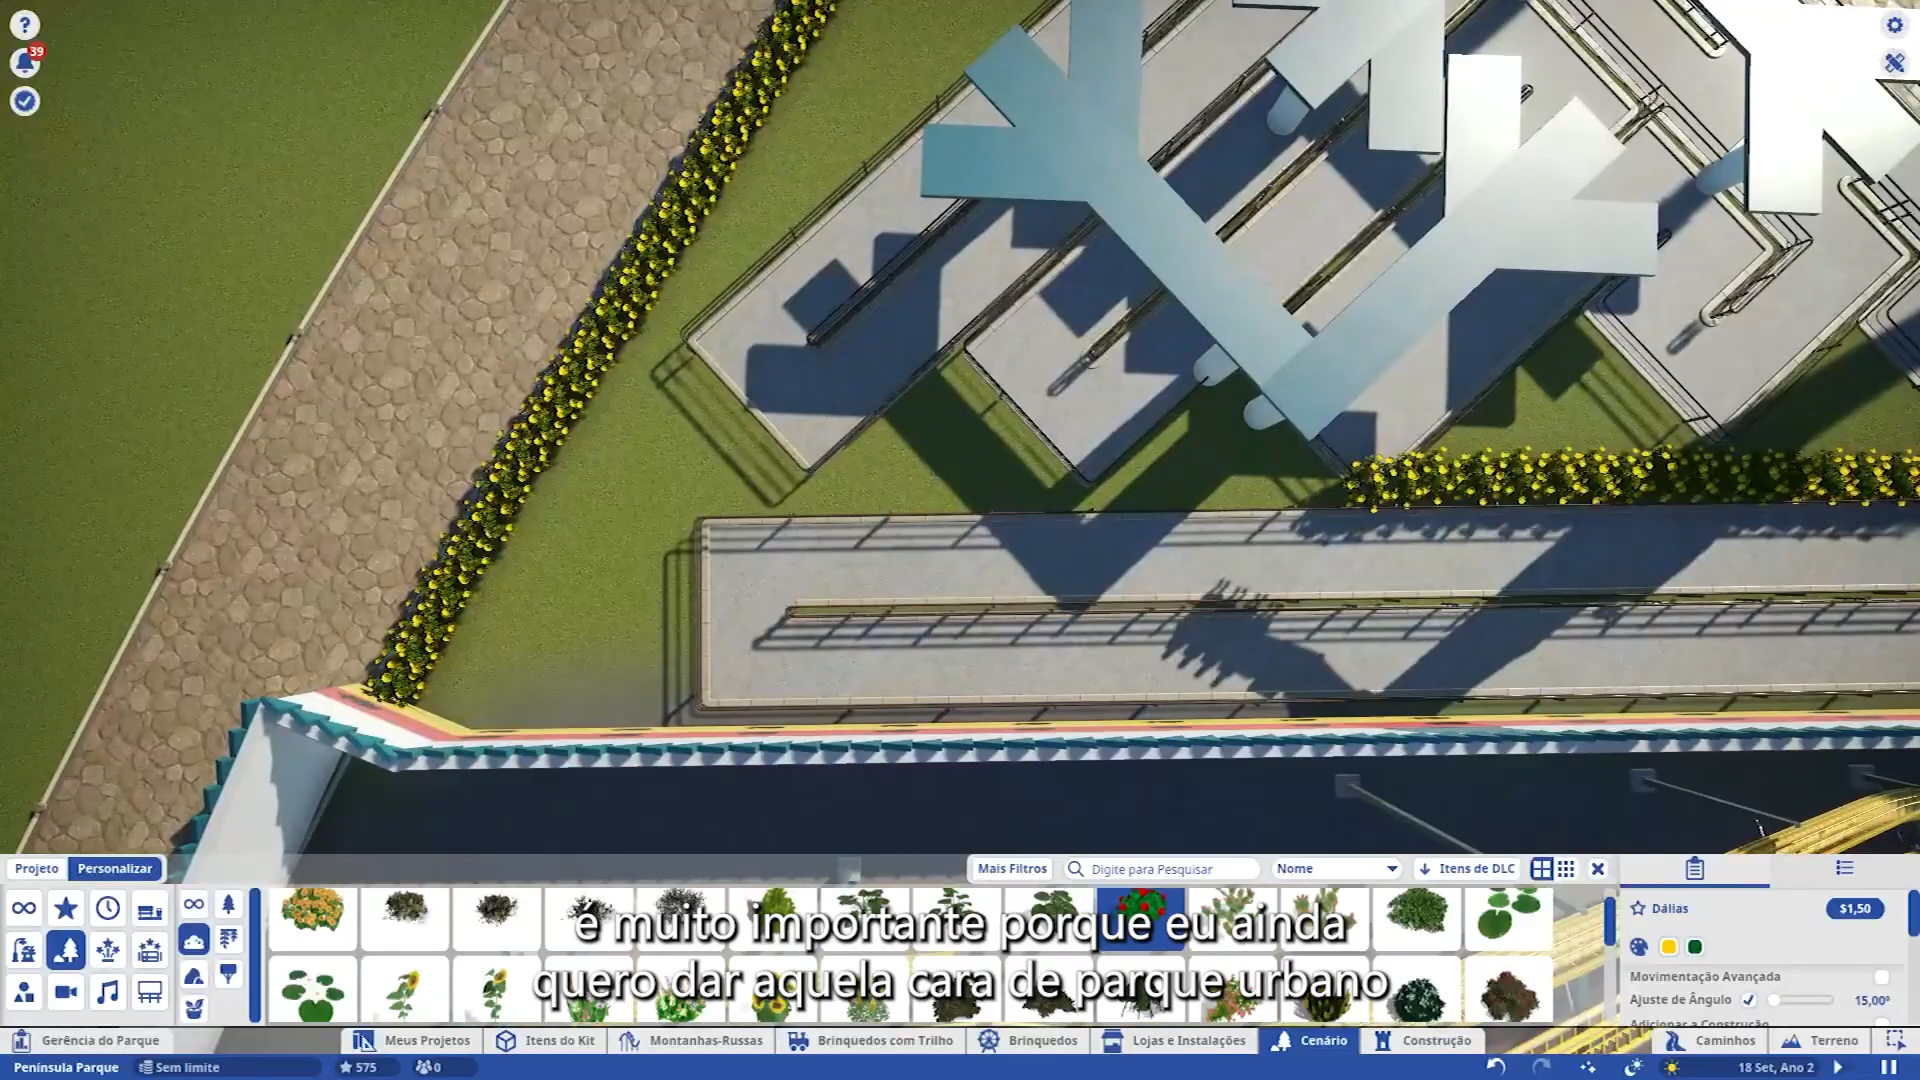 ?
39
Projeto
Personalizar
Mais Filtros
Digite para Pesquisar
Nome
Itens de DLC
é muito importante porque eu ainda
quero dar aquela cara de parque urbano
Dálias
$1,50
Movimentação Avançada
Ajuste de Ângulo
15,00°
Adicionar a Construção
Gerência do Parque
Meus Projetos
Itens do Kit
Montanhas-Russas
Brinquedos com Trilho
Brinquedos
Lojas e Instalações
Cenário
Construção
Caminhos
Terreno
Península Parque
Sem limite
575
0
18 Set, Ano 2